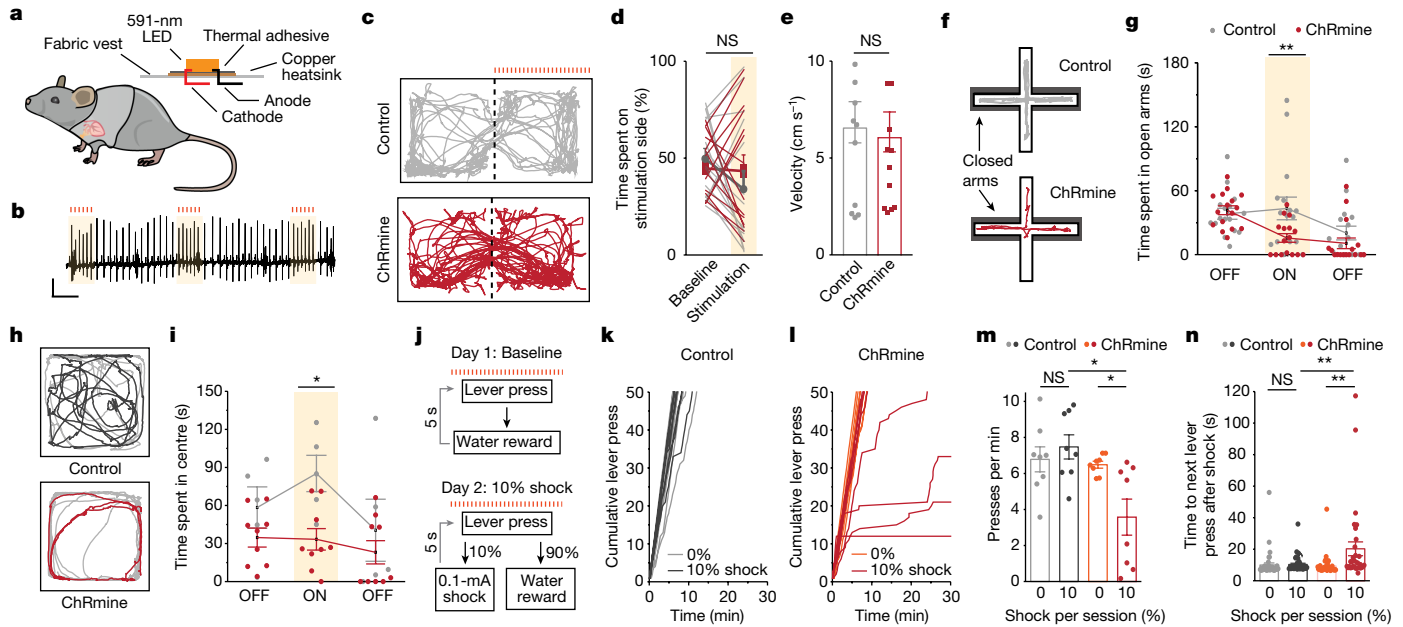 a
591-nm
LED
Thermal adhesive
Fabric vest
Copper
heatsink
Anode
Cathode
b
c
Control
ChRmine
d
NS
Time spent on
stimulation side (%)
100
50
0
Baseline
Stimulation
e
NS
Velocity (cm s−1)
10
5
0
Control
ChRmine
f
Control
Closed
arms
ChRmine
g
Control
ChRmine
**
Time spent in open arms (s)
180
120
60
0
OFF
ON
OFF
h
Control
ChRmine
i
*
Time spent in centre (s)
150
120
90
60
30
0
OFF
ON
OFF
j
Day 1: Baseline
Lever press
5 s
Water reward
Day 2: 10% shock
Lever press
5 s
10%
90%
0.1-mA
shock
Water
reward
k
Control
Cumulative lever press
50
40
30
20
10
0
0%
10% shock
0
10
20
30
Time (min)
l
ChRmine
Cumulative lever press
50
40
30
20
10
0
0%
10% shock
0
10
20
30
Time (min)
m
Control
ChRmine
*
NS
*
Presses per min
10
8
6
4
2
0
0
10
0
10
Shock per session (%)
n
Control
ChRmine
**
NS
**
Time to next lever
press after shock (s)
120
100
80
60
40
20
0
0
10
0
10
Shock per session (%)